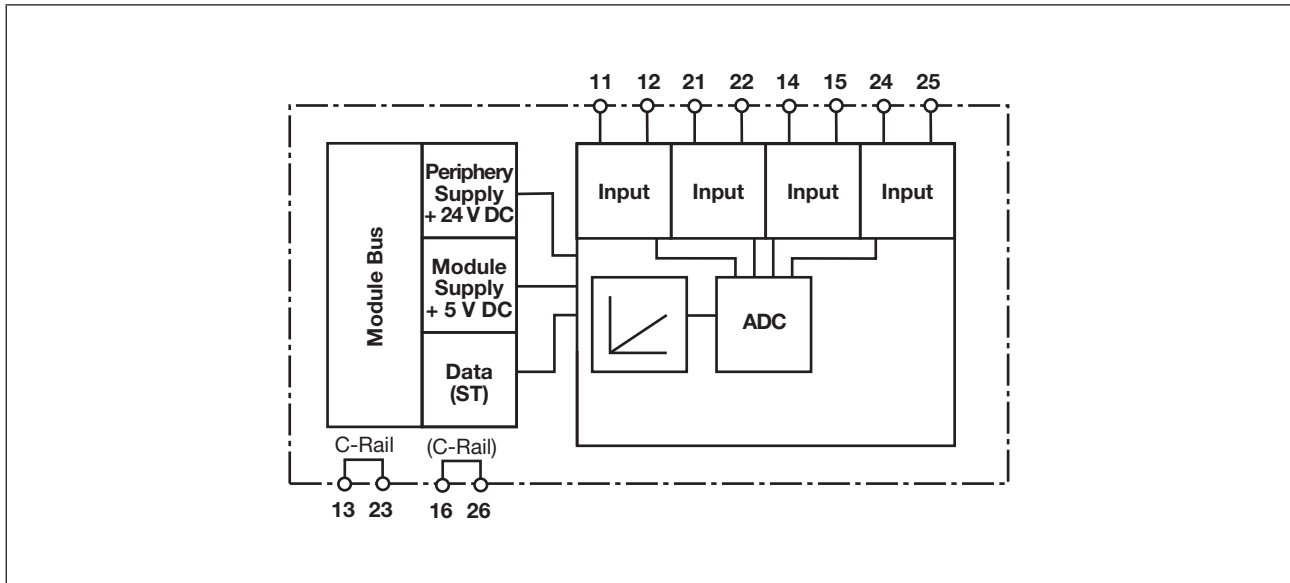 11 12 21 22 14 15 24 25
Module Bus
Periphery
Supply
+ 24 V DC
Module
Supply
+ 5 V DC
Data
(ST)
Input Input Input Input
ADC
C-Rail (C-Rail)
13 23 16 26